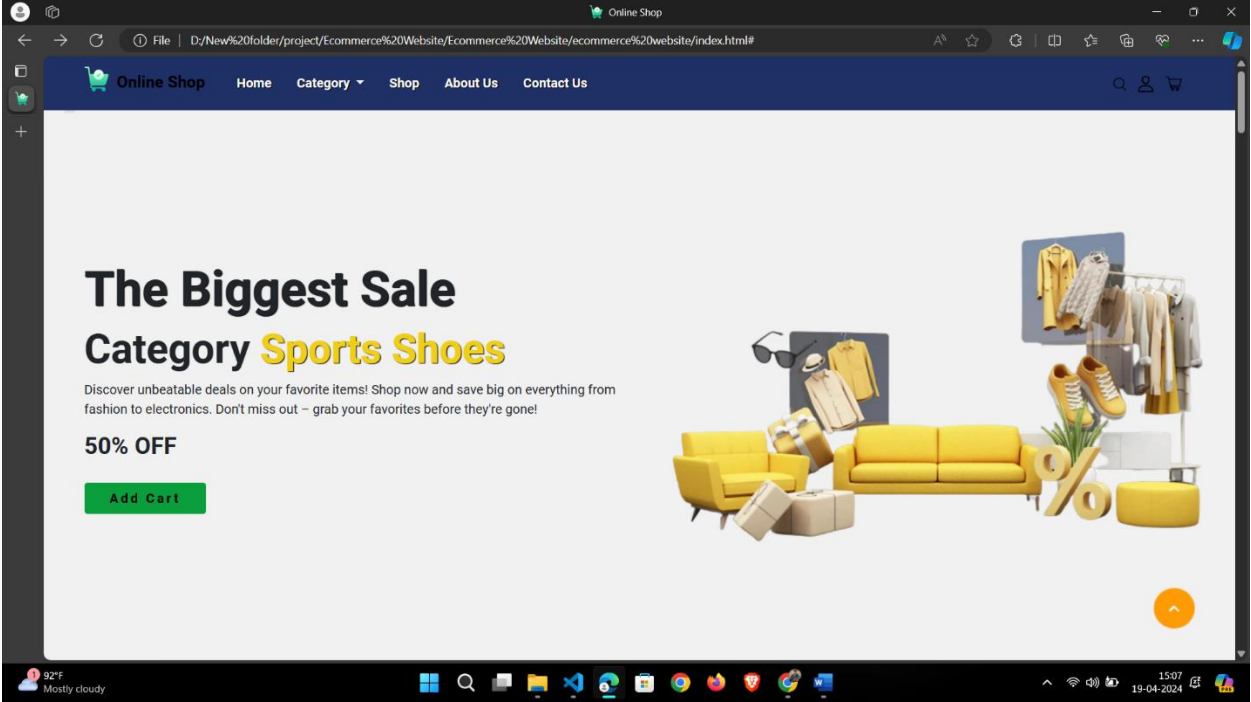 Online Shop
File | D:/New%20folder/project/Ecommerce%20Website/Ecommerce%20Website/ecommerce%20website/index.html#
Online Shop Home Category Shop About Us Contact Us
The Biggest Sale
Category Sports Shoes
Discover unbeatable deals on your favorite items! Shop now and save big on everything from
fashion to electronics. Don't miss out – grab your favorites before they're gone!
50% OFF
Add Cart
%
1
92°F
Mostly cloudy
15:07
19-04-2024